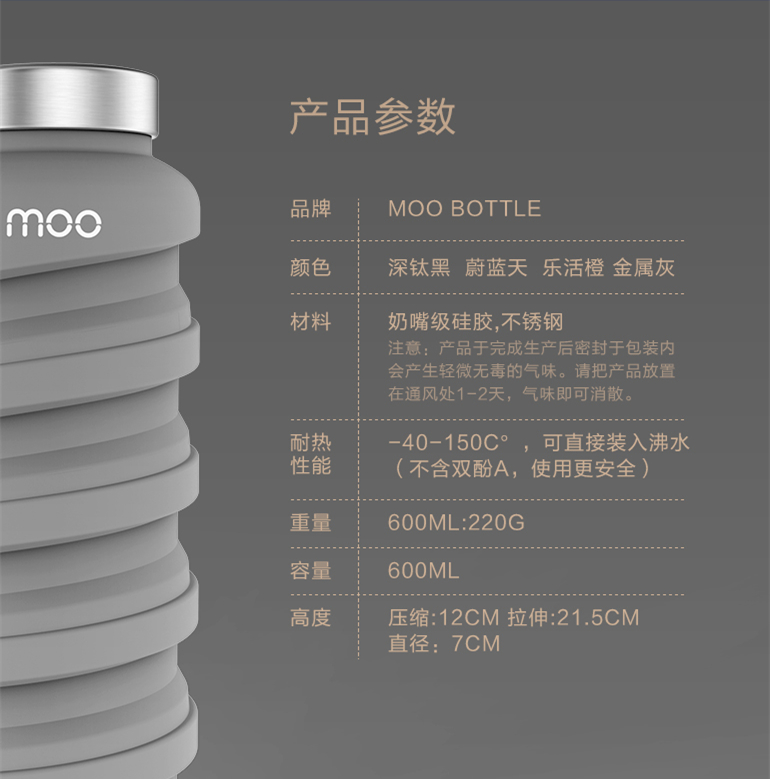 产品参数
moo
品牌 MOO BOTTLE
颜色 深钛黑 蔚蓝天 乐活橙 金属灰
材料 奶嘴级硅胶,不锈钢
注意：产品于完成生产后密封于包装内
会产生轻微无毒的气味。请把产品放置
在通风处1-2天，气味即可消散。
耐热 -40-150C°，可直接装入沸水
性能 （不含双酚A，使用更安全）
重量 600ML:220G
容量 600ML
高度 压缩:12CM 拉伸:21.5CM
直径：7CM